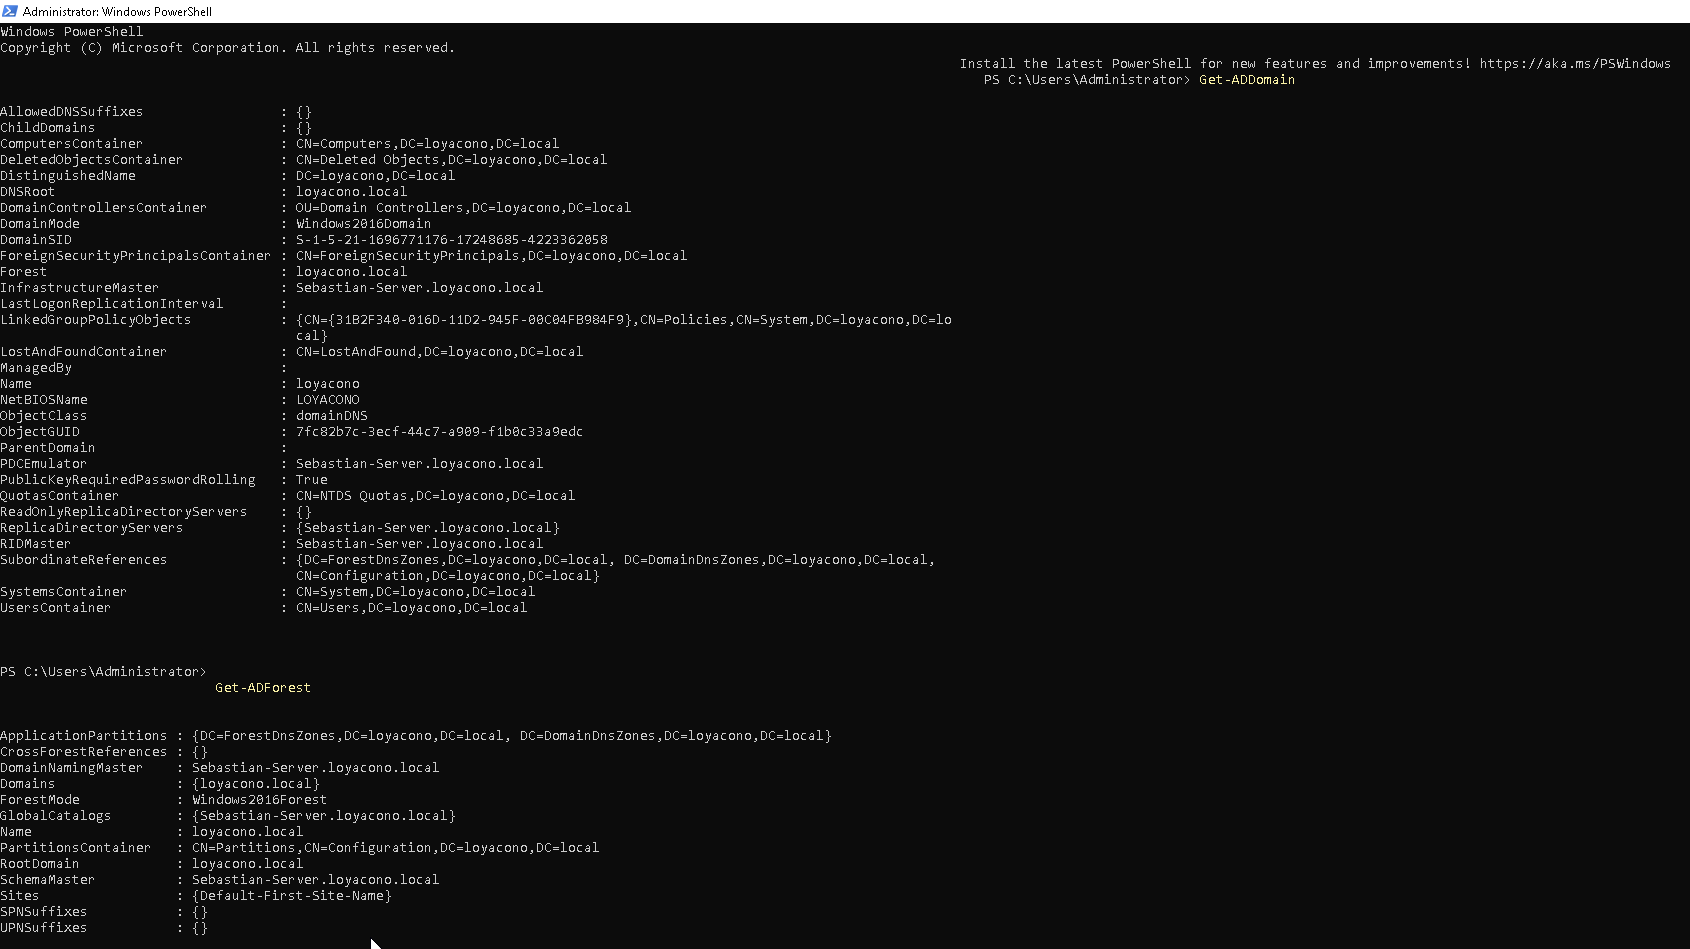 Administrator: Windows PowerShell
Windows PowerShell
Copyright (C) Microsoft Corporation. All rights reserved.
Install the latest PowerShell for new features and improvements! https://aka.ms/PSWindows
PS C:\Users\Administrator> Get-ADDomain
AllowedDNSSuffixes : {}
ChildDomains : {}
ComputersContainer : CN=Computers,DC=loyacono,DC=local
DeletedObjectsContainer : CN=Deleted Objects,DC=loyacono,DC=local
DistinguishedName : DC=loyacono,DC=local
DNSRoot : loyacono.local
DomainControllersContainer : OU=Domain Controllers,DC=loyacono,DC=local
DomainMode : Windows2016Domain
DomainSID : S-1-5-21-1696771176-17248685-4223362058
ForeignSecurityPrincipalsContainer : CN=ForeignSecurityPrincipals,DC=loyacono,DC=local
Forest : loyacono.local
InfrastructureMaster : Sebastian-Server.loyacono.local
LastLogonReplicationInterval :
LinkedGroupPolicyObjects : {CN={31B2F340-016D-11D2-945F-00C04FB984F9},CN=Policies,CN=System,DC=loyacono,DC=lo
cal}
LostAndFoundContainer : CN=LostAndFound,DC=loyacono,DC=local
ManagedBy :
Name : loyacono
NetBIOSName : LOYACONO
ObjectClass : domainDNS
ObjectGUID : 7fc82b7c-3ecf-44c7-a909-f1b0c33a9edc
ParentDomain :
PDCEmulator : Sebastian-Server.loyacono.local
PublicKeyRequiredPasswordRolling : True
QuotasContainer : CN=NTDS Quotas,DC=loyacono,DC=local
ReadOnlyReplicaDirectoryServers : {}
ReplicaDirectoryServers : {Sebastian-Server.loyacono.local}
RIDMaster : Sebastian-Server.loyacono.local
SubordinateReferences : {DC=ForestDnsZones,DC=loyacono,DC=local, DC=DomainDnsZones,DC=loyacono,DC=local,
CN=Configuration,DC=loyacono,DC=local}
SystemsContainer : CN=System,DC=loyacono,DC=local
UsersContainer : CN=Users,DC=loyacono,DC=local
PS C:\Users\Administrator>
Get-ADForest
ApplicationPartitions : {DC=ForestDnsZones,DC=loyacono,DC=local, DC=DomainDnsZones,DC=loyacono,DC=local}
CrossForestReferences : {}
DomainNamingMaster : Sebastian-Server.loyacono.local
Domains : {loyacono.local}
ForestMode : Windows2016Forest
GlobalCatalogs : {Sebastian-Server.loyacono.local}
Name : loyacono.local
PartitionsContainer : CN=Partitions,CN=Configuration,DC=loyacono,DC=local
RootDomain : loyacono.local
SchemaMaster : Sebastian-Server.loyacono.local
Sites : {Default-First-Site-Name}
SPNSuffixes : {}
UPNSuffixes : {}